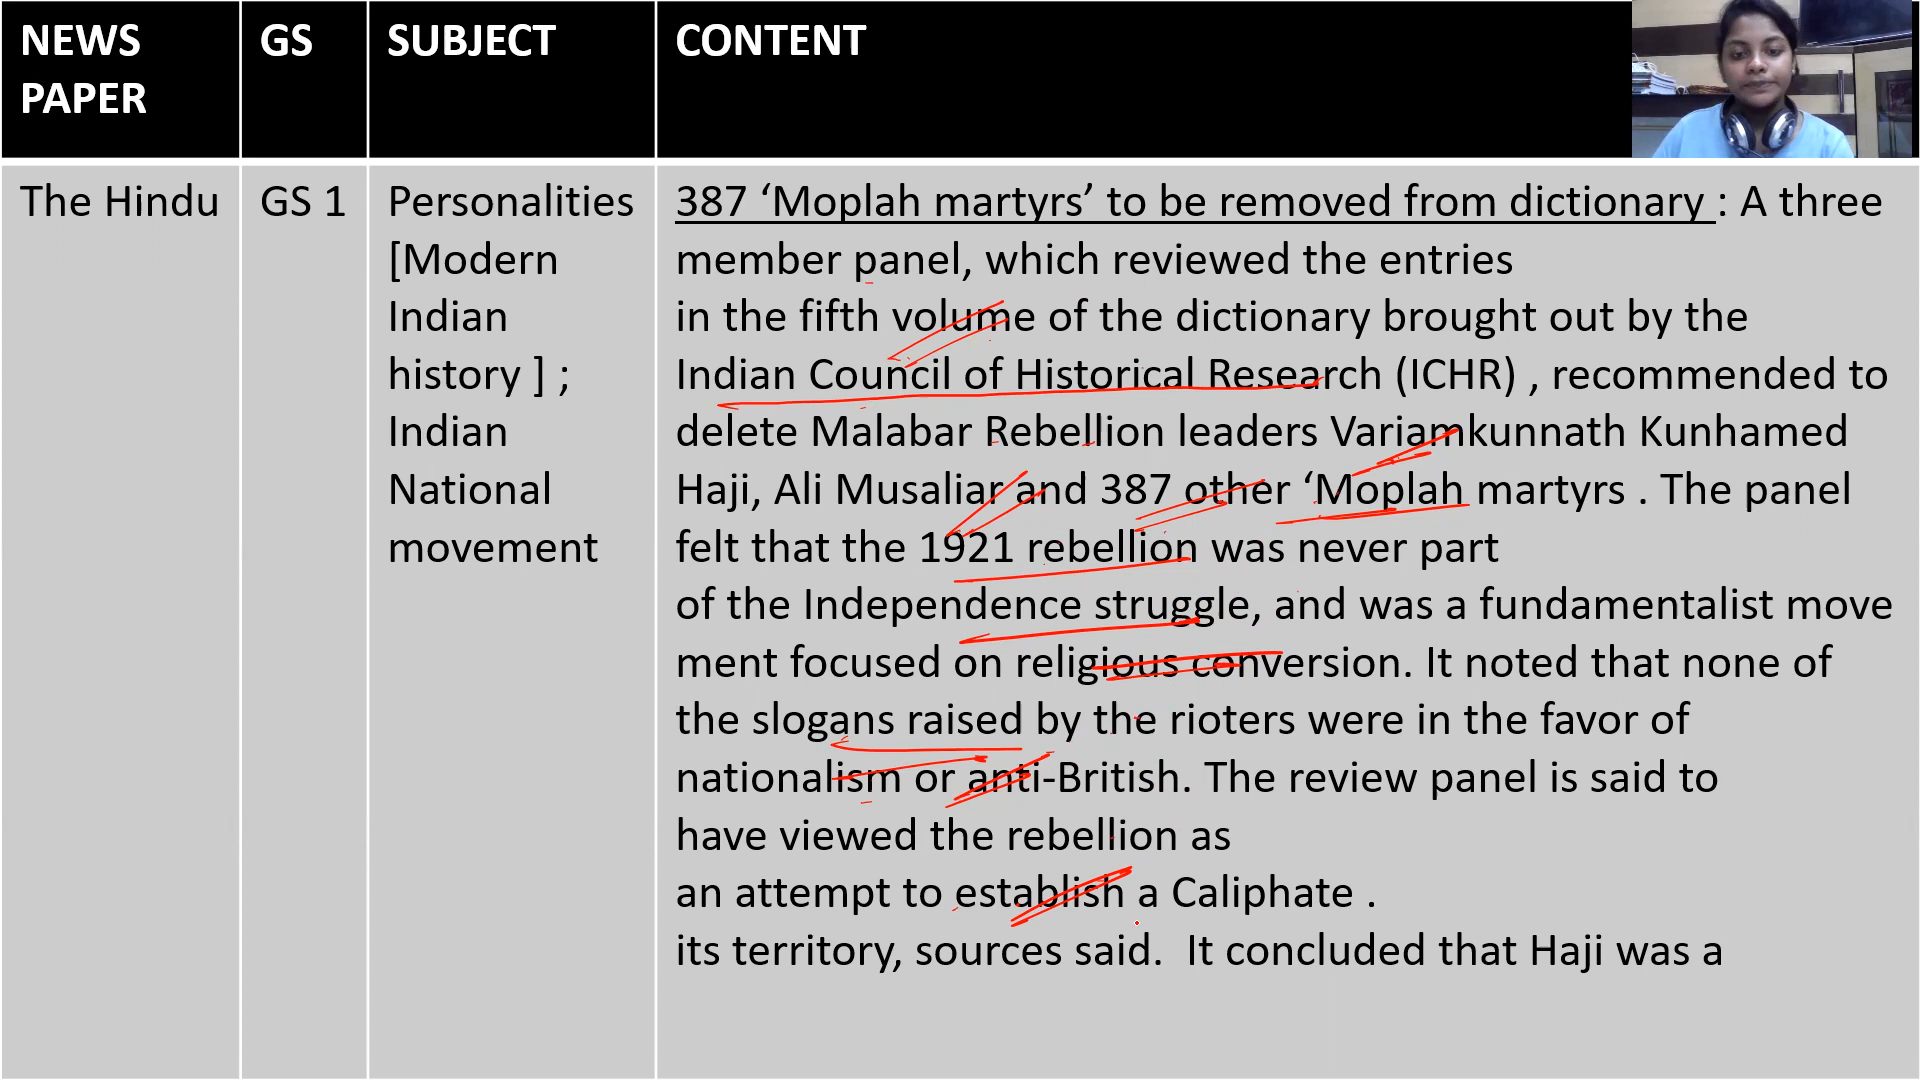 NEWS
PAPER
GS
SUBJECT
CONTENT
The Hindu
GS 1
Personalities
[Modern
Indian
history ] ;
Indian
National
movement
387 ‘Moplah martyrs’ to be removed from dictionary : A three
member panel, which reviewed the entries
in the fifth volume of the dictionary brought out by the
Indian Council of Historical Research (ICHR) , recommended to
delete Malabar Rebellion leaders Variamkunnath Kunhamed
Haji, Ali Musaliar and 387 other ‘Moplah martyrs . The panel
felt that the 1921 rebellion was never part
of the Independence struggle, and was a fundamentalist move
ment focused on religious conversion. It noted that none of
the slogans raised by the rioters were in the favor of
nationalism or anti-British. The review panel is said to
have viewed the rebellion as
an attempt to establish a Caliphate .
its territory, sources said.  It concluded that Haji was a